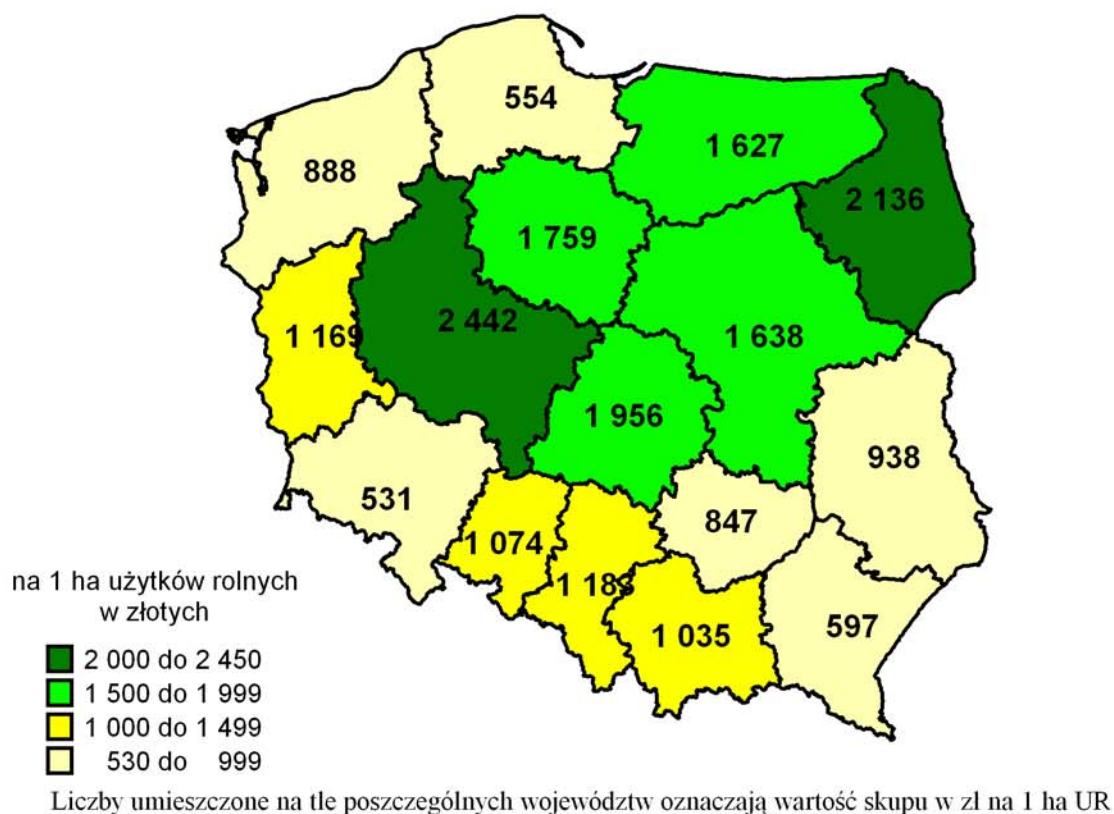 554
1 627
888
2 136
1 759
2 442
1 169
1 638
1 956
938
531
847
1 074
1 183
1 035
597
na 1 ha użytków rolnych
w złotych
2 000 do 2 450
1 500 do 1 999
1 000 do 1 499
530 do 999
Liczby umieszczone na tle poszczególnych województw oznaczają wartość skupu w zł na 1 ha UR